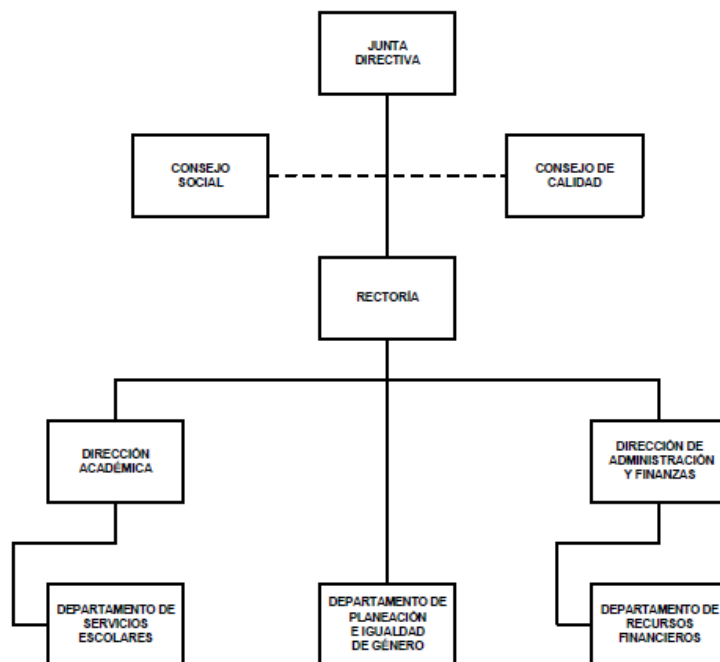 JUNTA
DIRECTIVA
CONSEJO
SOCIAL
CONSEJO DE
CALIDAD
RECTORÍA
DIRECCIÓN
ACADÉMICA
DIRECCIÓN DE
ADMINISTRACIÓN
Y FINANZAS
DEPARTAMENTO DE
SERVICIOS
ESCOLARES
DEPARTAMENTO DE
PLANEACIÓN
E IGUALDAD
DE GÉNERO
DEPARTAMENTO DE
RECURSOS
FINANCIEROS